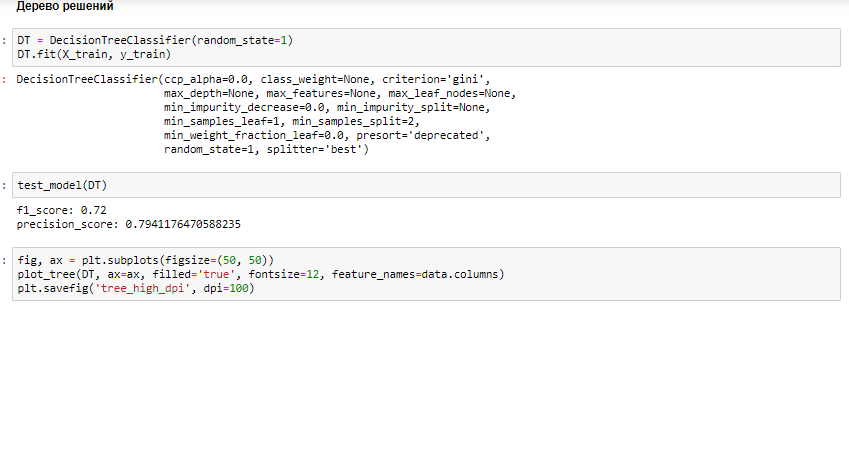 Дерево решений
: DT = DecisionTreeClassifier(random_state=1)
DT.fit(X_train, y_train)
: DecisionTreeClassifier(ccp_alpha=0.0, class_weight=None, criterion='gini',
max_depth=None, max_features=None, max_leaf_nodes=None,
min_impurity_decrease=0.0, min_impurity_split=None,
min_samples_leaf=1, min_samples_split=2,
min_weight_fraction_leaf=0.0, presort='deprecated',
random_state=1, splitter='best')
: test_model(DT)
f1_score: 0.72
precision_score: 0.7941176470588235
: fig, ax = plt.subplots(figsize=(50, 50))
plot_tree(DT, ax=ax, filled='true', fontsize=12, feature_names=data.columns)
plt.savefig('tree_high_dpi', dpi=100)